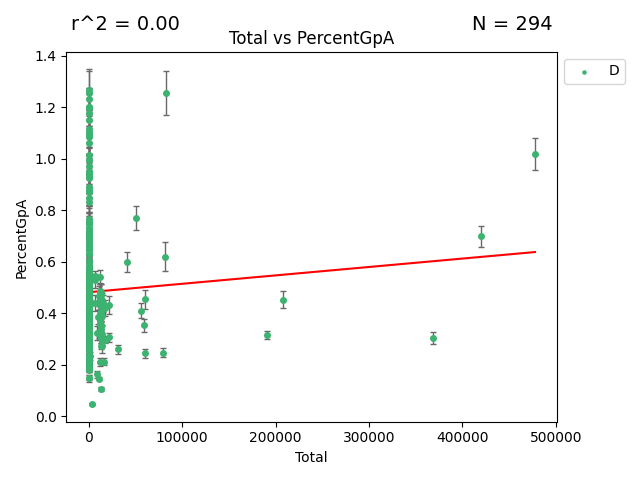 r^2 = 0.00
N = 294
Total vs PercentGpA
D
PercentGpA
1.4
1.2
1.0
0.8
0.6
0.4
0.2
0.0
0
100000
200000
300000
400000
500000
Total